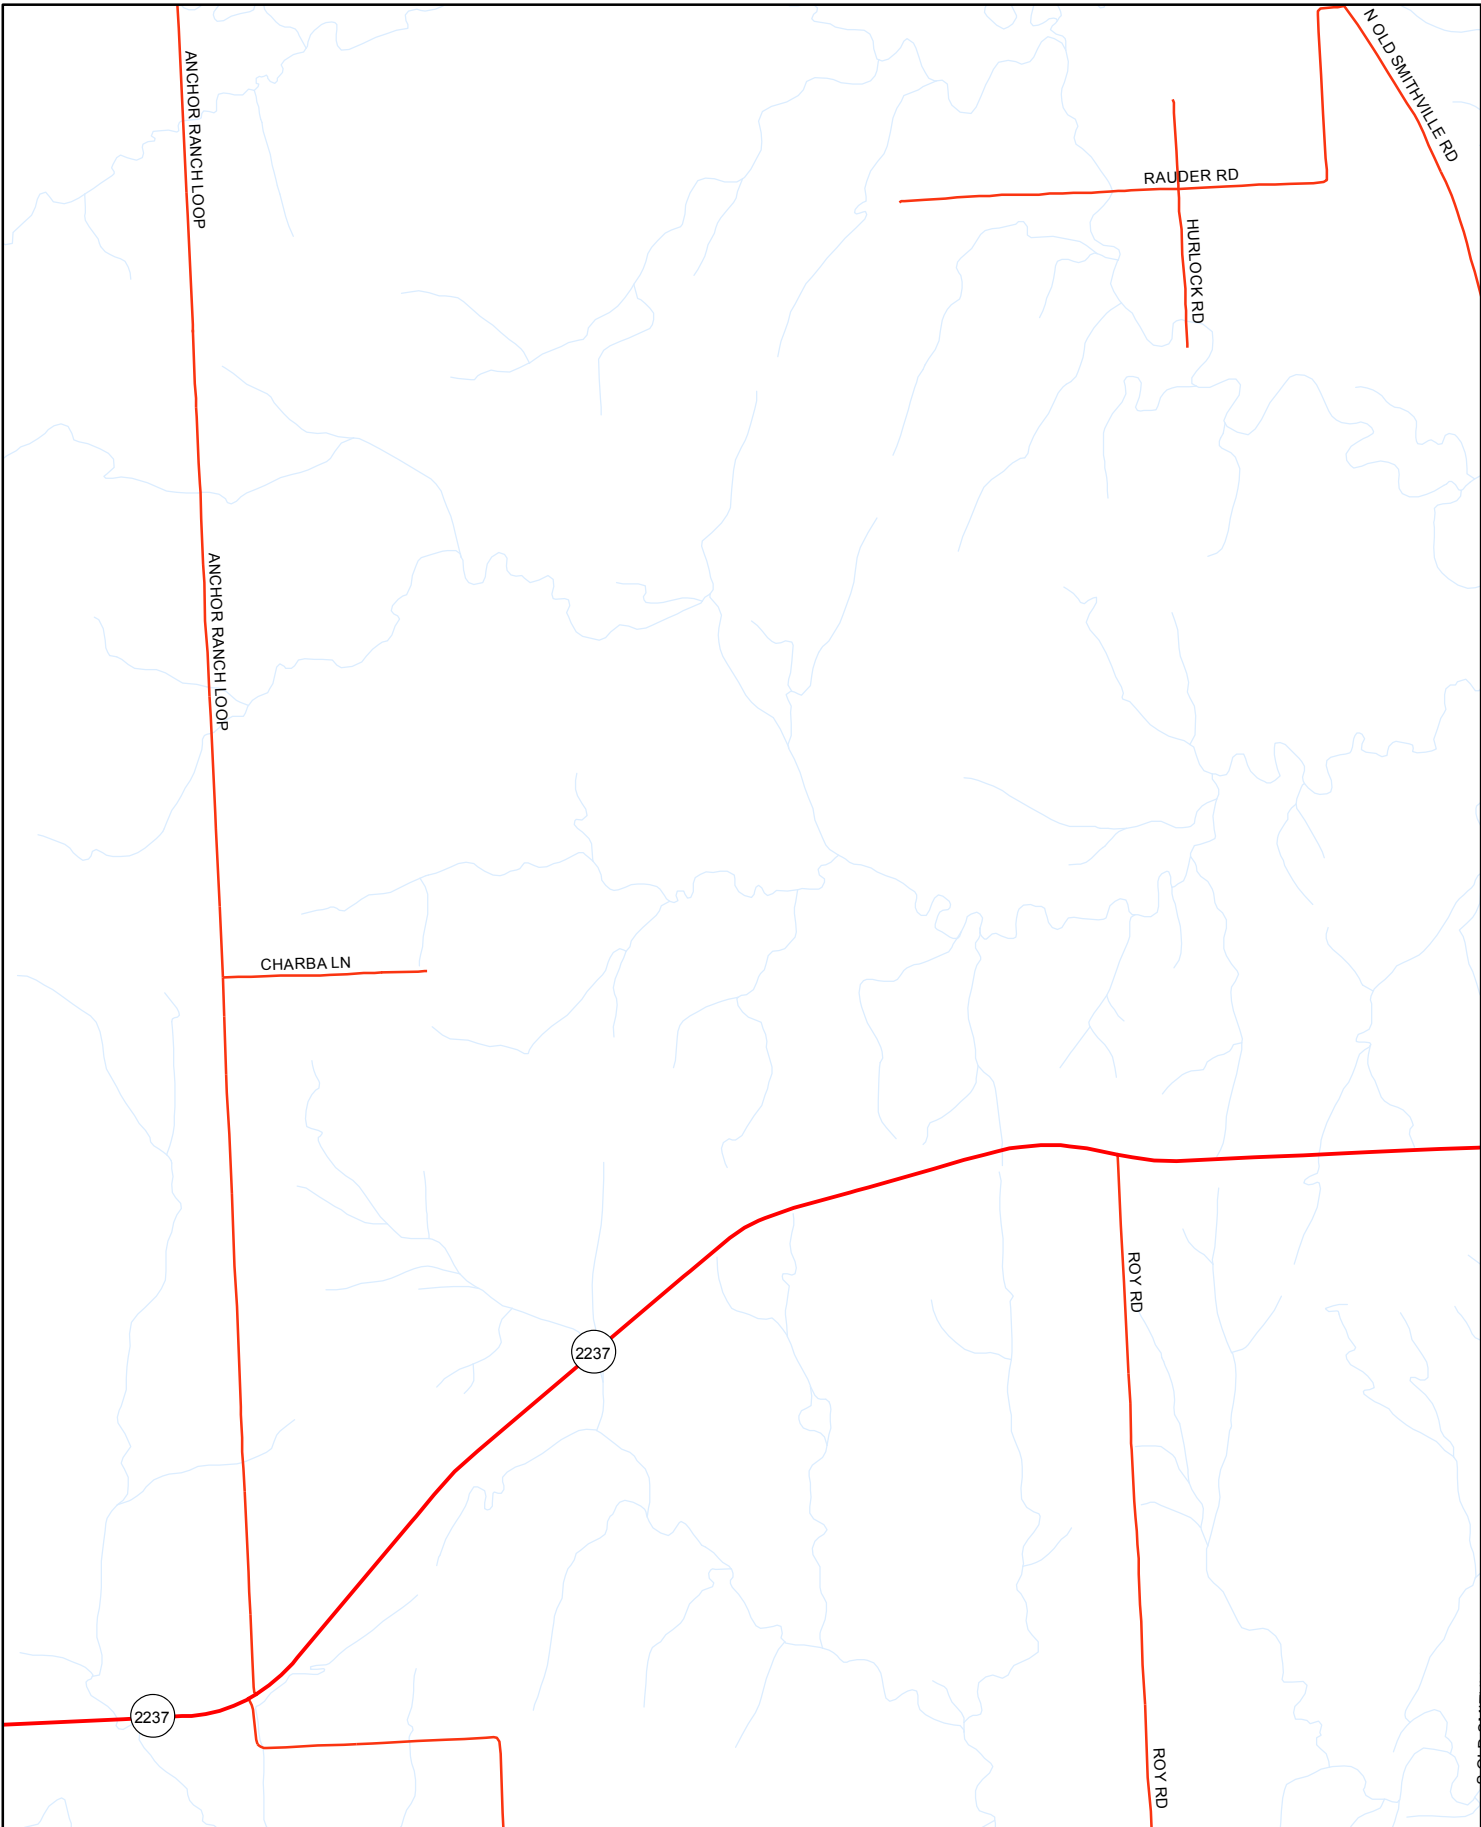 N OLD SMITHVILLE RD
ANCHOR RANCH LOOP
RAUDER RD
HURLOCK RD
ANCHOR RANCH LOOP
CHARBA LN
ROY RD
2237
2237
ROY RD